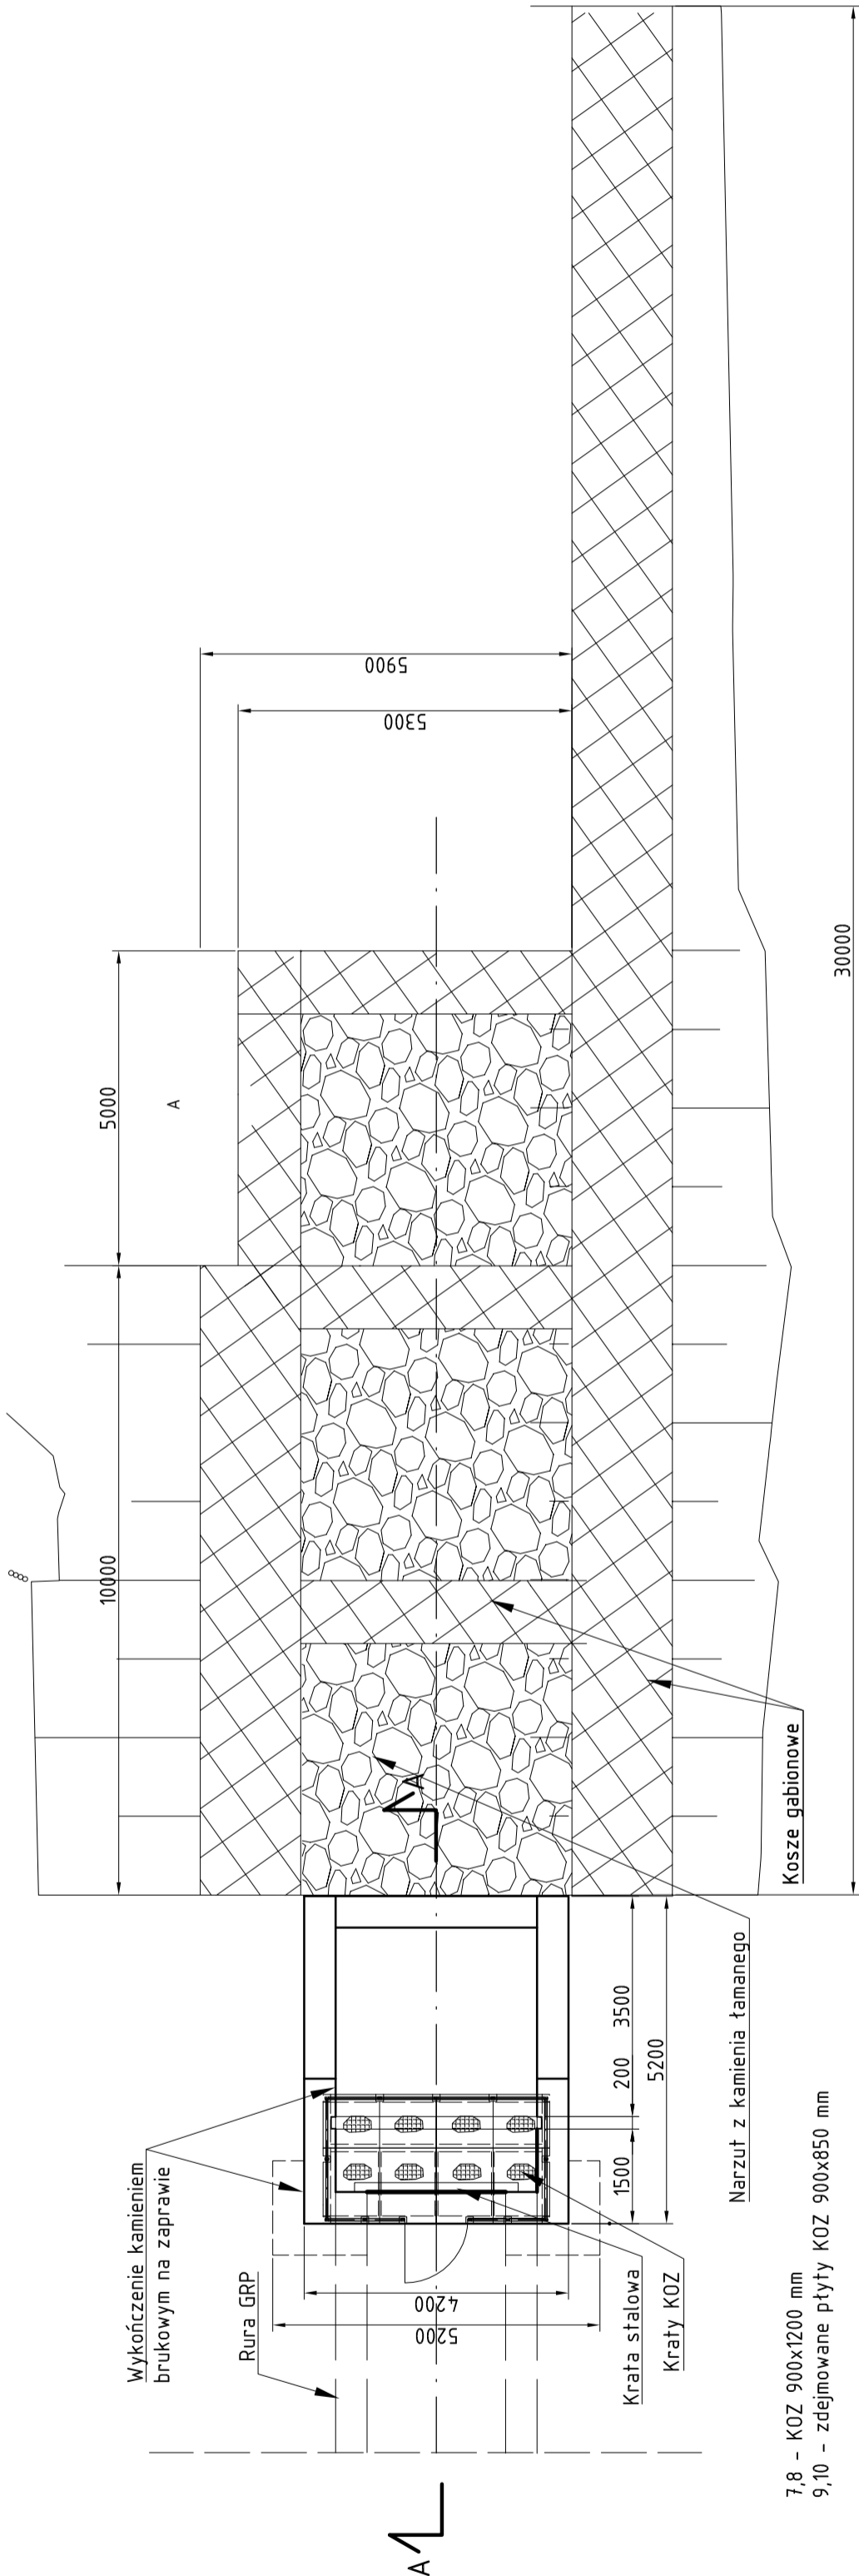 Wykończenie kamieniem
brukowym na zaprawie
Rura GRP
5200
4200
Krata stalowa
Kraty KOZ
7,8 - KOZ 900x1200 mm
9,10 - zdejmowane płyty KOZ 900x850 mm
A
1500
200
3500
5200
Narzut z kamienia łamanego
Kosze gabionowe
A
10000
5000
A
5300
5900
30000